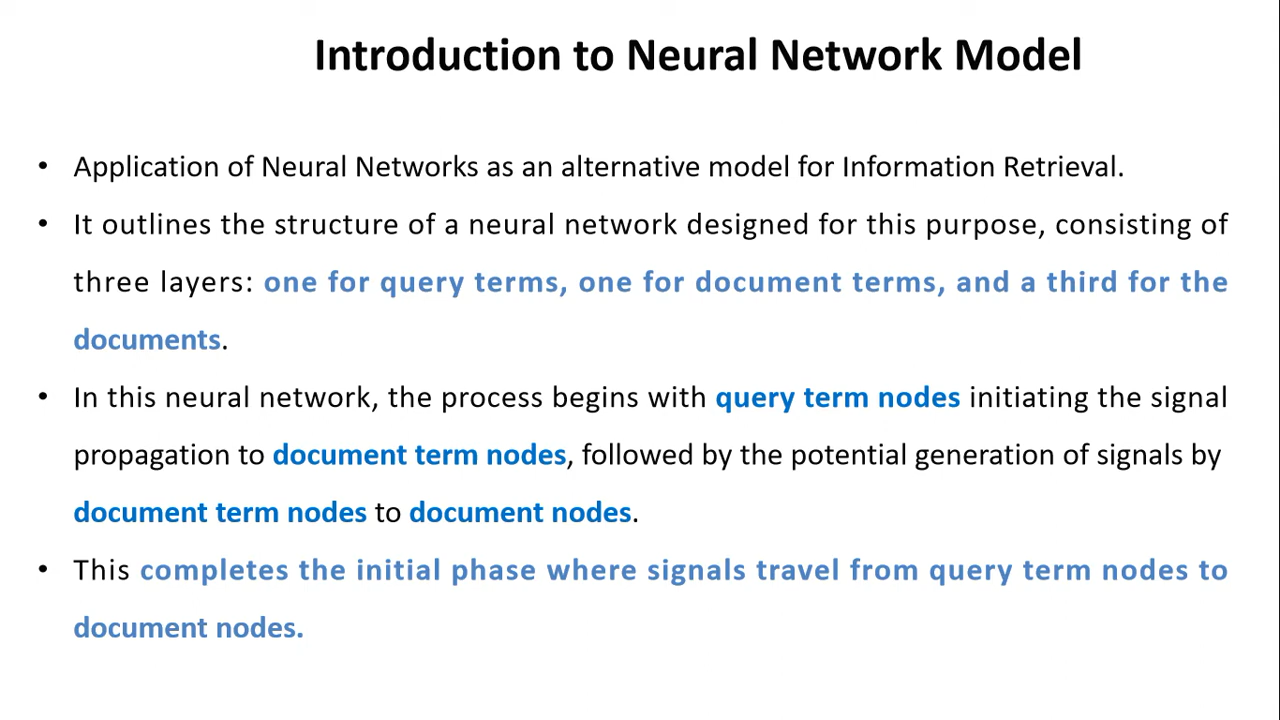 Introduction to Neural Network Model
• Application of Neural Networks as an alternative model for Information Retrieval.
• It outlines the structure of a neural network designed for this purpose, consisting of
three layers: one for query terms, one for document terms, and a third for the
documents.
• In this neural network, the process begins with query term nodes initiating the signal
propagation to document term nodes, followed by the potential generation of signals by
document term nodes to document nodes.
• This completes the initial phase where signals travel from query term nodes to
document nodes.